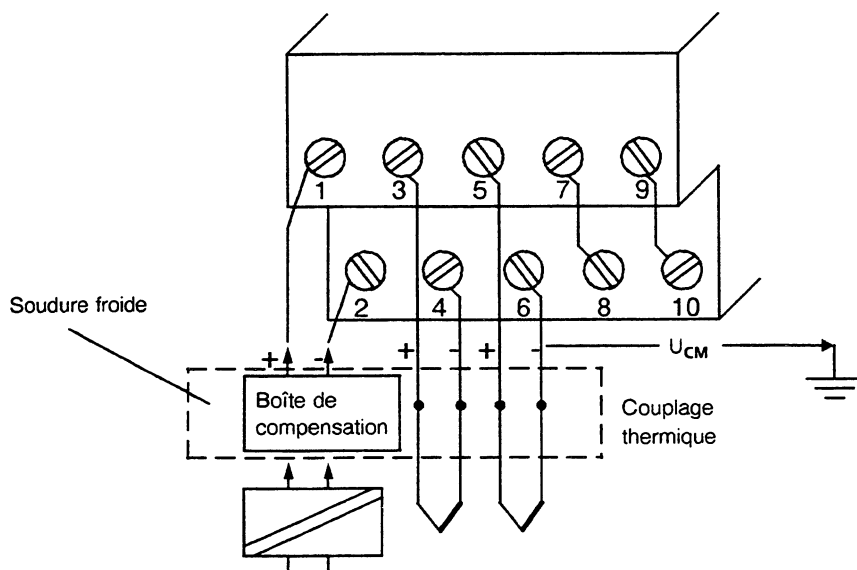 1 3 5 7 9
2 4 6 8 10
Soudure froide
+ - + - + -
U_CM
Boîte de
compensation
Couplage
thermique